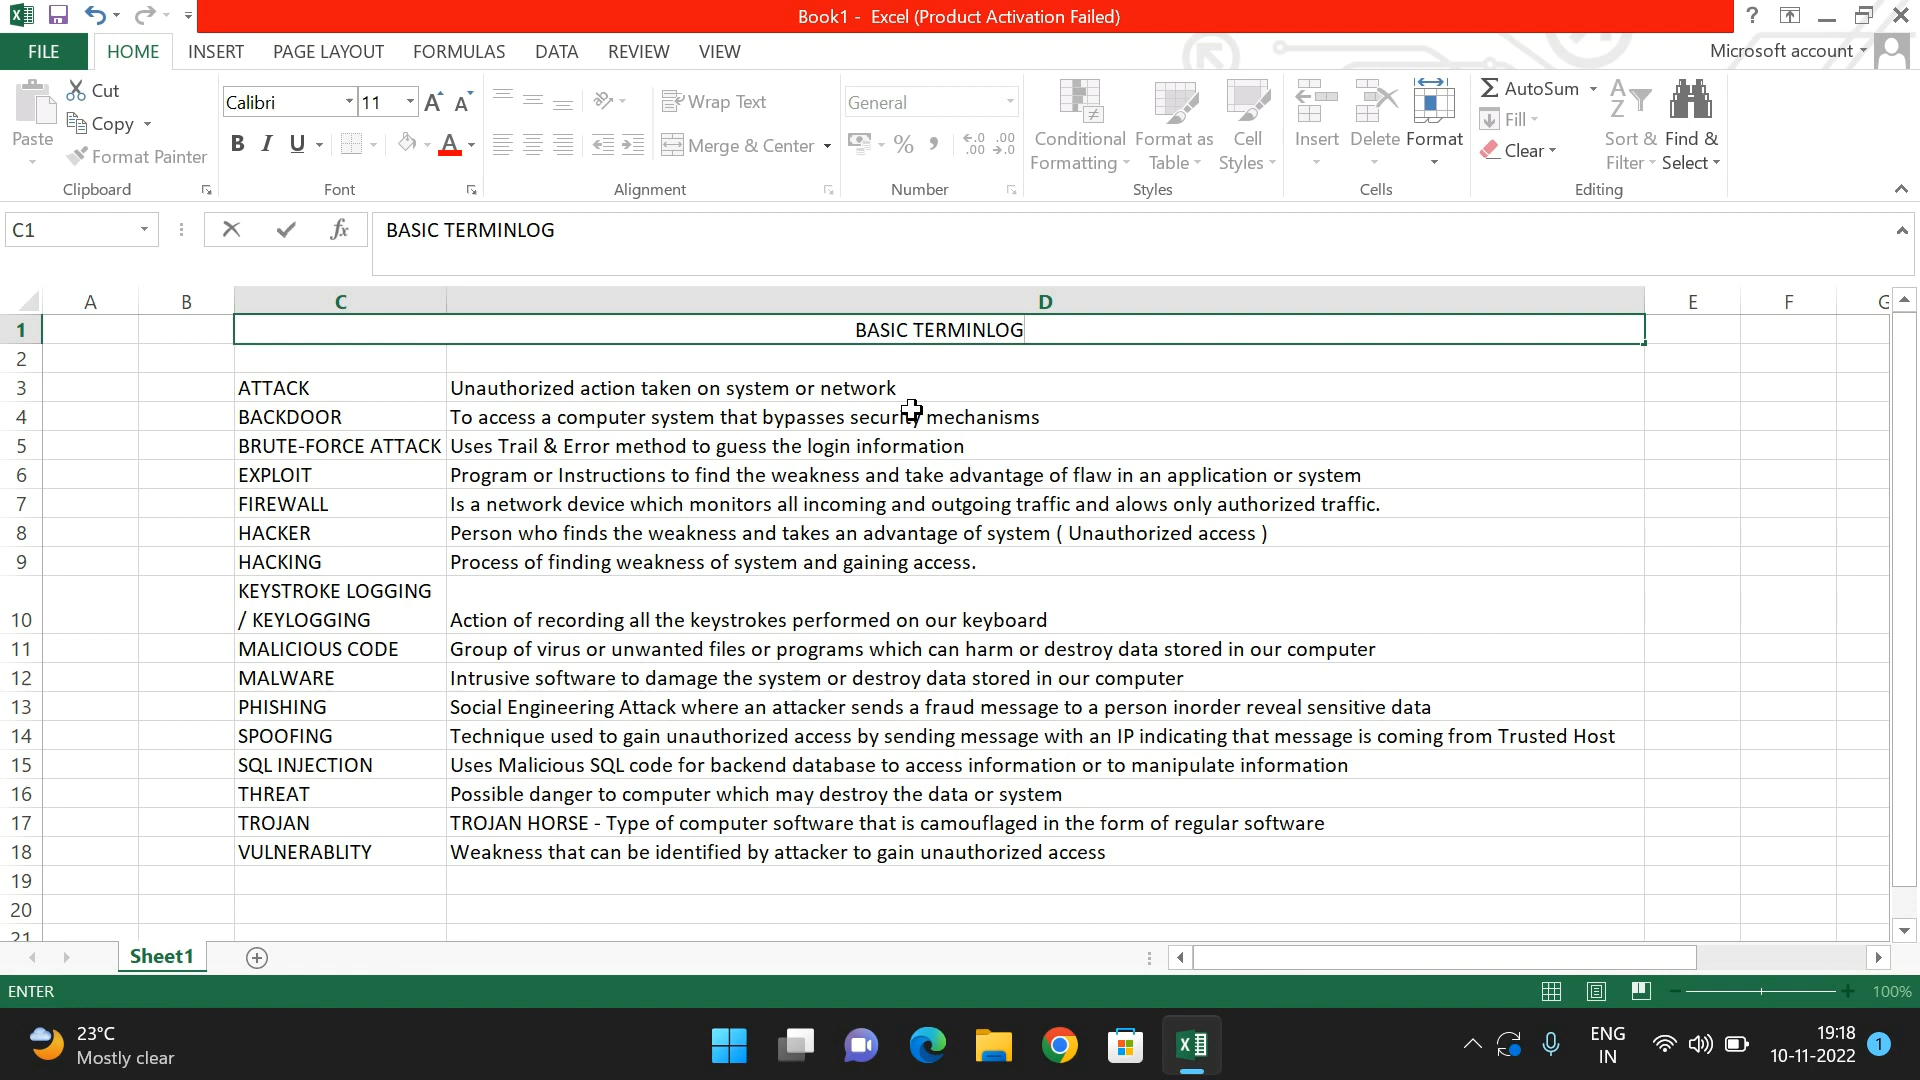 Book1 - Excel (Product Activation Failed)
FILE HOME INSERT PAGE LAYOUT FORMULAS DATA REVIEW VIEW Microsoft account
Paste Cut Copy Format Painter Clipboard
Calibri 11 B I U A Font
Wrap Text Merge & Center Alignment
General % Number
Conditional Formatting Format as Table Cell Styles Styles
Insert Delete Format Cells
AutoSum Fill Clear Sort & Filter Find & Select Editing
C1 fx BASIC TERMINLOG
A B C D E F G
1 BASIC TERMINLOG
2
3 ATTACK Unauthorized action taken on system or network
4 BACKDOOR To access a computer system that bypasses security mechanisms
5 BRUTE-FORCE ATTACK Uses Trail & Error method to guess the login information
6 EXPLOIT Program or Instructions to find the weakness and take advantage of flaw in an application or system
7 FIREWALL Is a network device which monitors all incoming and outgoing traffic and alows only authorized traffic.
8 HACKER Person who finds the weakness and takes an advantage of system ( Unauthorized access )
9 HACKING Process of finding weakness of system and gaining access.
KEYSTROKE LOGGING
10 / KEYLOGGING Action of recording all the keystrokes performed on our keyboard
11 MALICIOUS CODE Group of virus or unwanted files or programs which can harm or destroy data stored in our computer
12 MALWARE Intrusive software to damage the system or destroy data stored in our computer
13 PHISHING Social Engineering Attack where an attacker sends a fraud message to a person inorder reveal sensitive data
14 SPOOFING Technique used to gain unauthorized access by sending message with an IP indicating that message is coming from Trusted Host
15 SQL INJECTION Uses Malicious SQL code for backend database to access information or to manipulate information
16 THREAT Possible danger to computer which may destroy the data or system
17 TROJAN TROJAN HORSE - Type of computer software that is camouflaged in the form of regular software
18 VULNERABLITY Weakness that can be identified by attacker to gain unauthorized access
19
20
21
Sheet1
ENTER 100%
23°C
Mostly clear
ENG
IN
19:18
10-11-2022
1